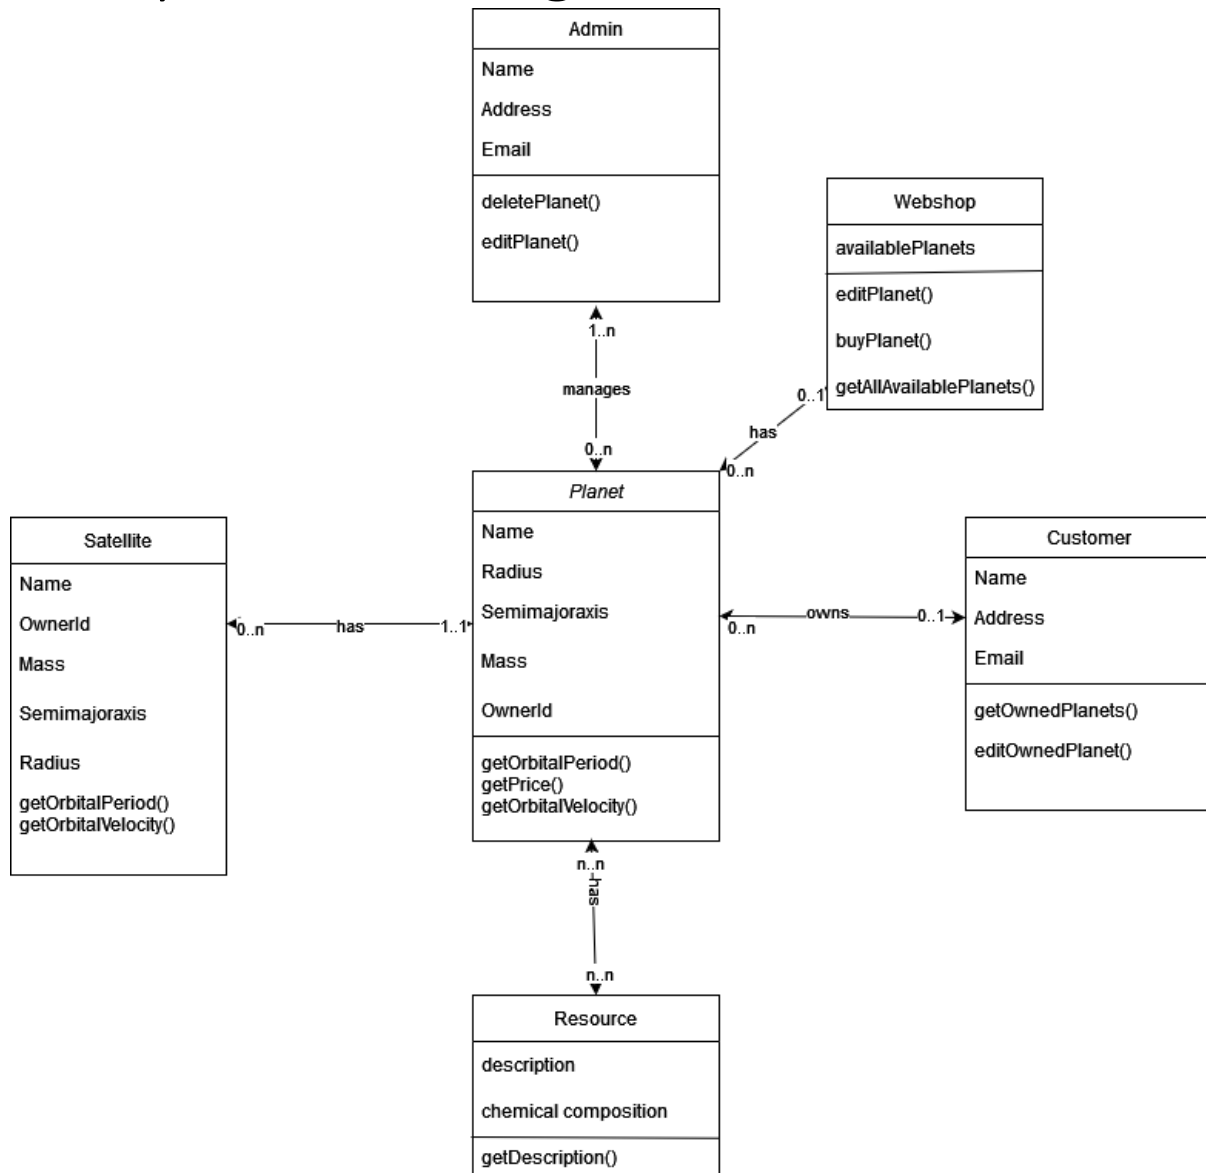 Admin
Name
Address
Email
deletePlanet()
editPlanet()
1..n
manages
0..n
Webshop
availablePlanets
editPlanet()
buyPlanet()
getAllAvailablePlanets()
0..1
has
0..n
Planet
Name
Radius
Semimajoraxis
Mass
OwnerId
getOrbitalPeriod()
getPrice()
getOrbitalVelocity()
Satellite
Name
OwnerId
Mass
Semimajoraxis
Radius
getOrbitalPeriod()
getOrbitalVelocity()
0..n
has
1..1
Customer
Name
Address
Email
getOwnedPlanets()
editOwnedPlanet()
0..n
owns
0..1
n..n
has
n..n
Resource
description
chemical composition
getDescription()